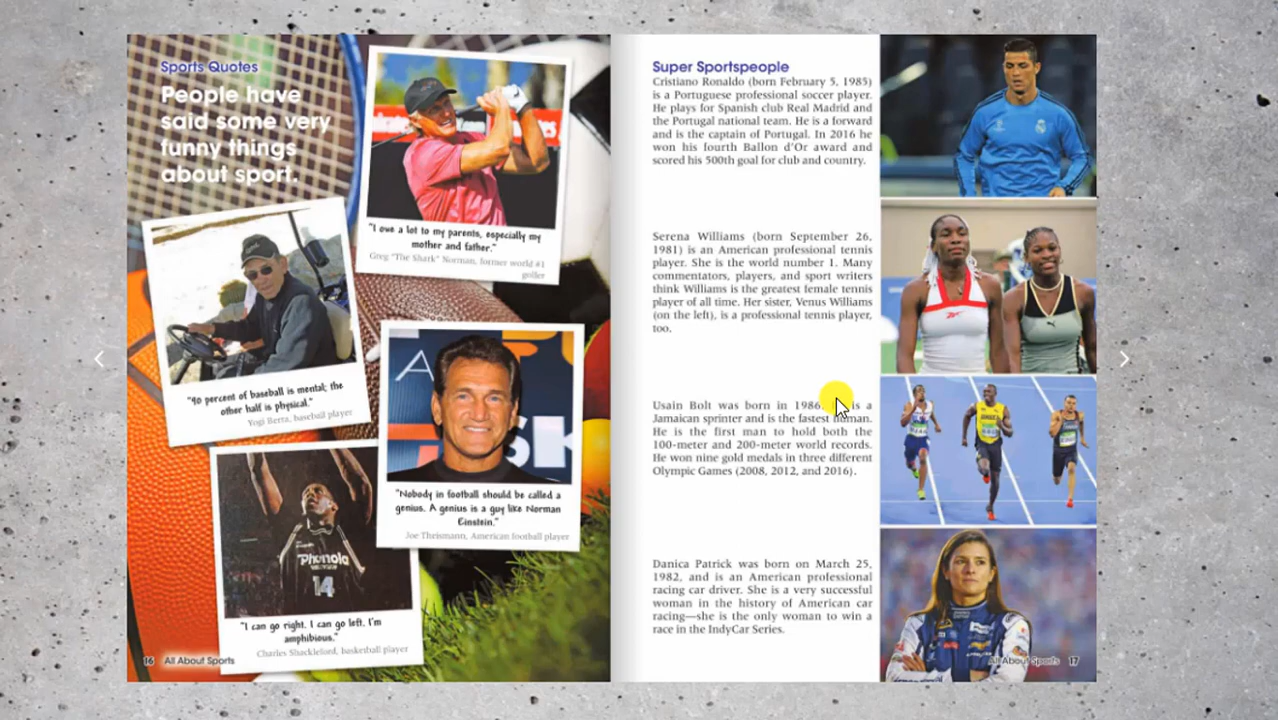 Sports Quotes
People have
said some very
funny things
about sport.
"I owe a lot to my parents, especially my
mother and father."
Greg "The Shark" Norman, former world #1
golfer
"90 percent of baseball is mental; the
other half is physical."
Yogi Berra, baseball player
"Nobody in football should be called a
genius. A genius is a guy like Norman
Einstein."
Joe Theismann, American football player
Phonola
14
"I can go right. I can go left. I'm
amphibious."
Charles Shackleford, basketball player
16 All About Sports
Super Sportspeople
Cristiano Ronaldo (born February 5, 1985)
is a Portuguese professional soccer player.
He plays for Spanish club Real Madrid and
the Portugal national team. He is a forward
and is the captain of Portugal. In 2016 he
won his fourth Ballon d'Or award and
scored his 500th goal for club and country.
Serena Williams (born September 26,
1981) is an American professional tennis
player. She is the world number 1. Many
commentators, players, and sport writers
think Williams is the greatest female tennis
player of all time. Her sister, Venus Williams
(on the left), is a professional tennis player,
too.
Usain Bolt was born in 1986. is a
Jamaican sprinter and is the fastest human.
He is the first man to hold both the
100-meter and 200-meter world records.
He won nine gold medals in three different
Olympic Games (2008, 2012, and 2016).
Danica Patrick was born on March 25,
1982, and is an American professional
racing car driver. She is a very successful
woman in the history of American car
racing—she is the only woman to win a
race in the IndyCar Series.
All About Sports 17